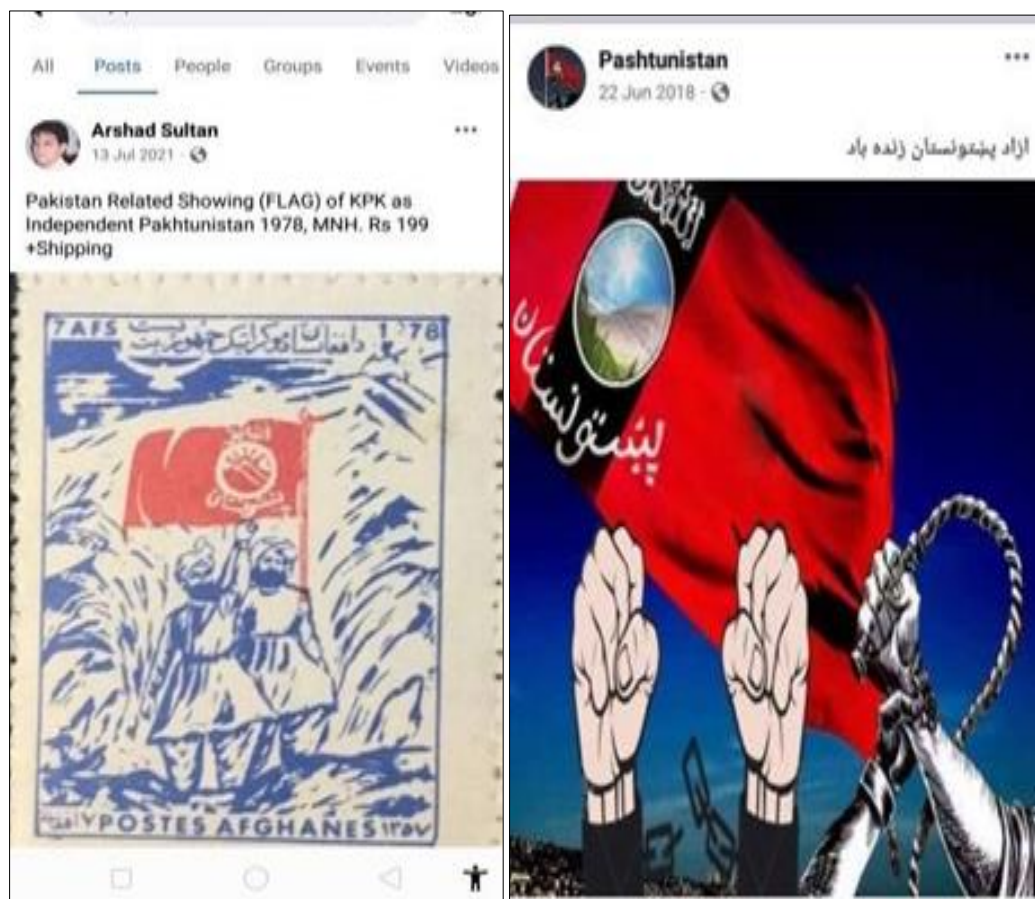 All Posts People Groups Events Videos
Arshad Sultan
13 Jul 2021
Pakistan Related Showing (FLAG) of KPK as
Independent Pakhtunistan 1978, MNH. Rs 199
+Shipping
7 AFS
1978
POSTES AFGHANES ۱۳۵۷
Pashtunistan
22 Jun 2018
ازاد پښتونستان زنده باد
پښتونستان